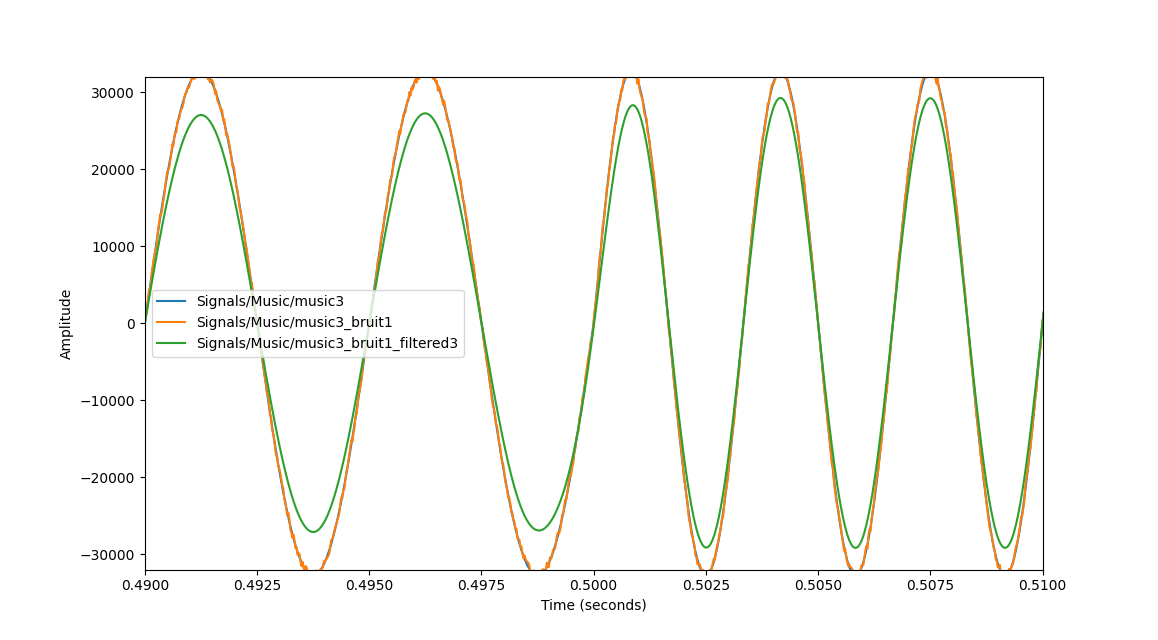 30000
20000
10000
0
−10000
−20000
−30000
Amplitude
Signals/Music/music3
Signals/Music/music3_bruit1
Signals/Music/music3_bruit1_filtered3
0.4900 0.4925 0.4950 0.4975 0.5000 0.5025 0.5050 0.5075 0.5100
Time (seconds)